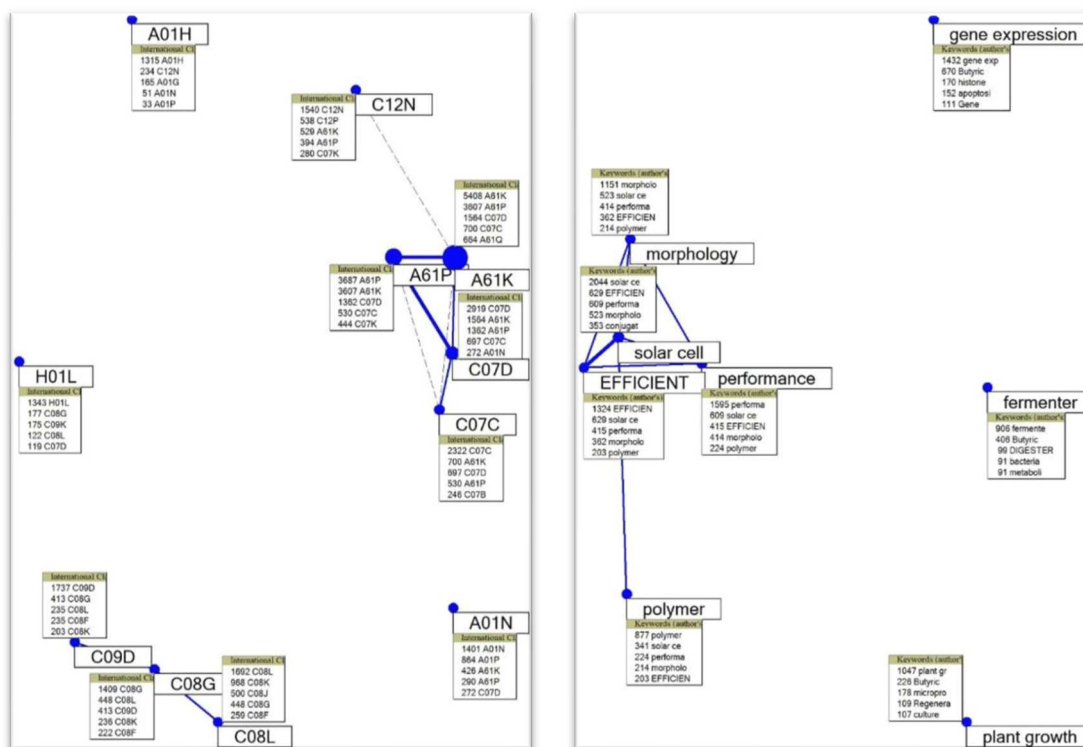 A01H
International Cl
1315 A01H
234 C12N
165 A01G
51 A01N
33 A01P
C12N
International Cl
1540 C12N
538 C12P
529 A61K
394 A61P
280 C07K
International Cl
5408 A61K
3607 A61P
1564 C07D
700 C07C
664 A61Q
A61K
A61P
International Cl
3687 A61P
3607 A61K
1362 C07D
530 C07C
444 C07K
International Cl
2919 C07D
1564 A61K
1362 A61P
697 C07C
272 A01N
C07D
C07C
International Cl
2322 C07C
700 A61K
697 C07D
530 A61P
246 C07B
H01L
International Cl
1343 H01L
177 C08G
175 C09K
122 C08L
119 C07D
International Cl
1737 C09D
413 C08G
235 C08L
235 C08F
203 C08K
C09D
C08G
International Cl
1409 C08G
448 C08L
413 C09D
236 C08K
222 C08F
International Cl
1692 C08L
968 C08K
500 C08J
448 C08G
259 C08F
C08L
A01N
International Cl
1401 A01N
864 A01P
426 A61K
290 A61P
272 C07D
gene expression
Keywords (author's
1432 gene exp
670 Butyric
170 histone
152 apoptosi
111 Gene
Keywords (author's
1151 morpholo
523 solar ce
414 performa
362 EFFICIEN
214 polymer
morphology
Keywords (author's
2044 solar ce
629 EFFICIEN
609 performa
523 morpholo
353 conjugat
solar cell
EFFICIENT
Keywords (author's
1324 EFFICIEN
629 solar ce
415 performa
362 morpholo
203 polymer
performance
Keywords (author's
1595 performa
609 solar ce
415 EFFICIEN
414 morpholo
224 polymer
fermenter
Keywords (author's
906 fermente
406 Butyric
99 DIGESTER
91 bacteria
91 metaboli
polymer
Keywords (author's
877 polymer
341 solar ce
224 performa
214 morpholo
203 EFFICIEN
Keywords (author'
1047 plant gr
226 Butyric
178 micropro
109 Regenera
107 culture
plant growth